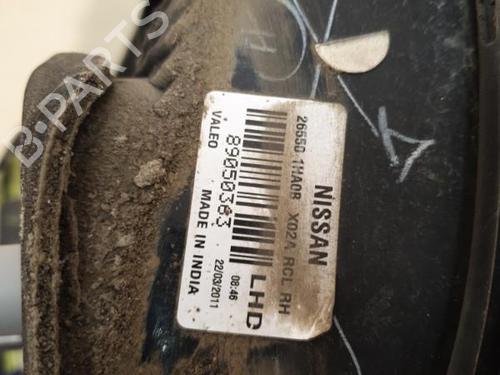 NISSAN
26550 1HA0B X02A RCL RH
89050383 LHD
VALEO MADE IN INDIA 22/03/2011 08:46
B-PARTS